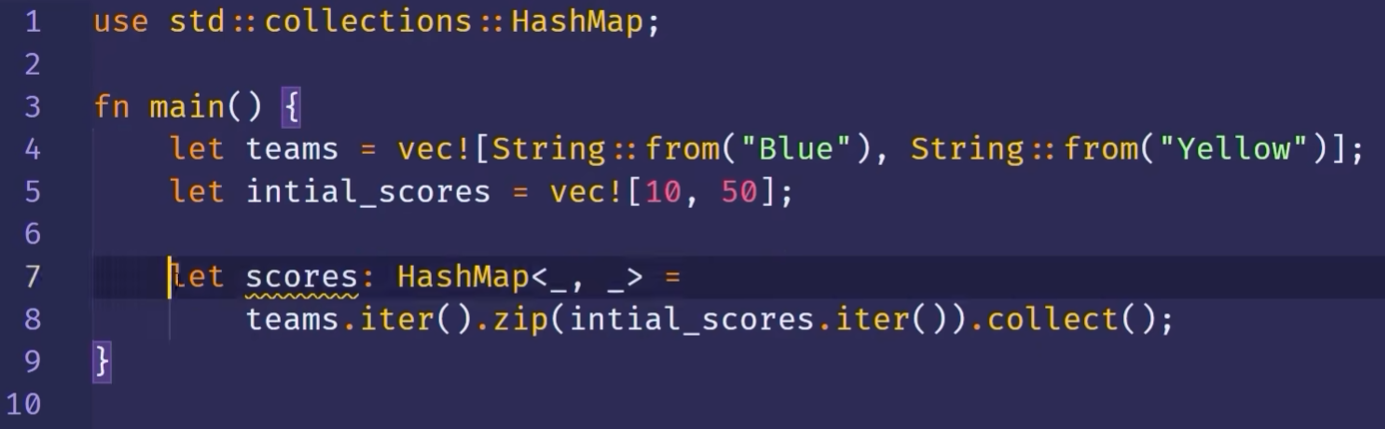 1 use std::collections::HashMap;
2
3 fn main() {
4     let teams = vec![String::from("Blue"), String::from("Yellow")];
5     let intial_scores = vec![10, 50];
6
7     let scores: HashMap<_, _> =
8         teams.iter().zip(intial_scores.iter()).collect();
9 }
10